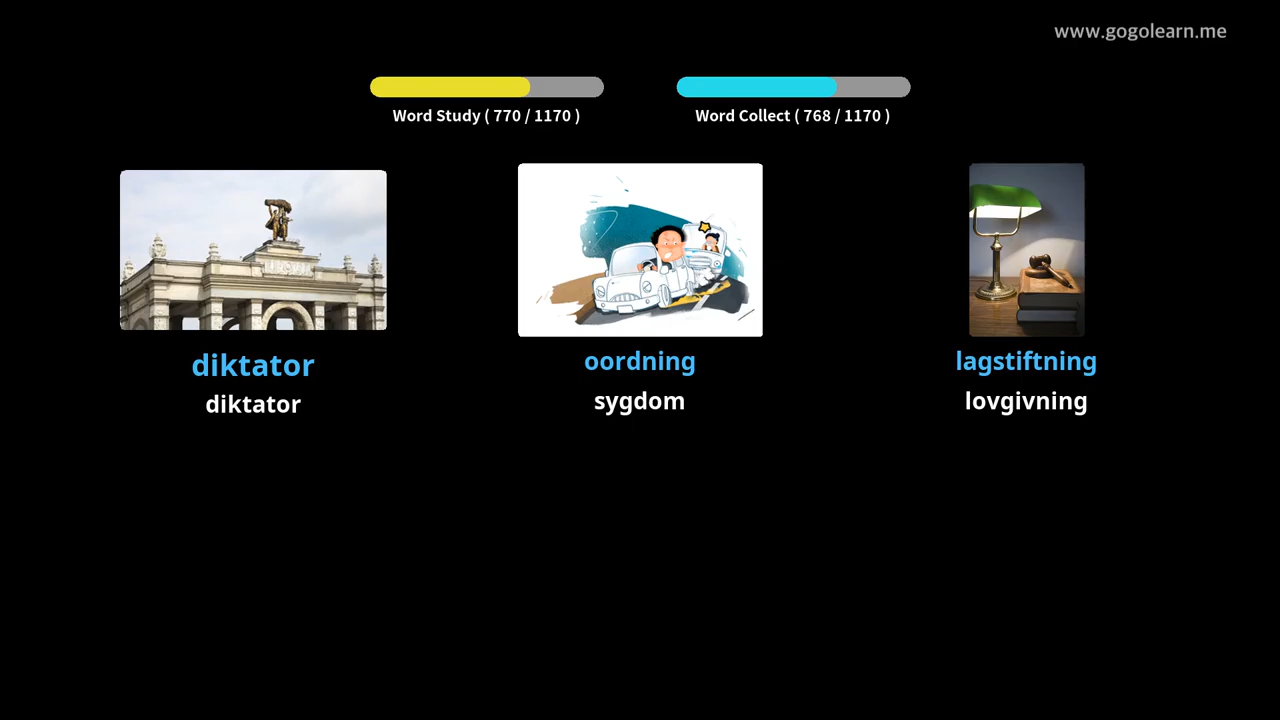 www.gogolearn.me
Word Study ( 770 / 1170 )
Word Collect ( 768 / 1170 )
diktator
diktator
oordning
sygdom
lagstiftning
lovgivning